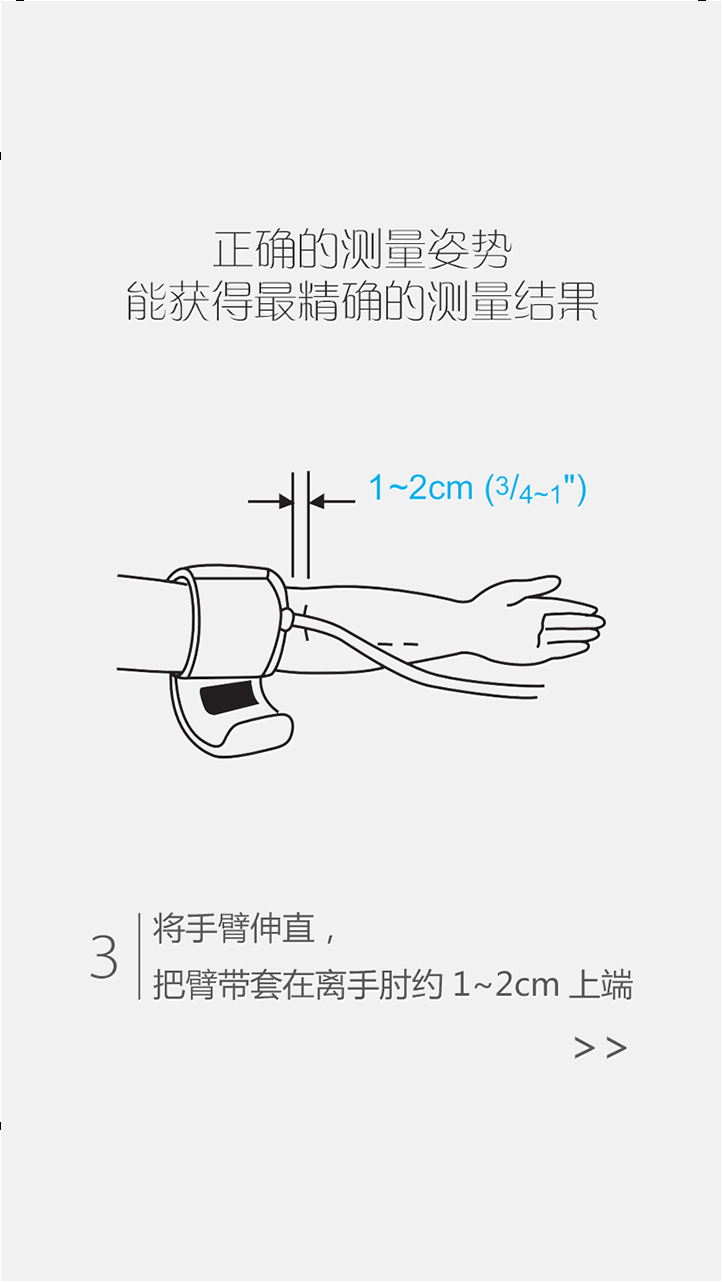 正确的测量姿势
能获得最精确的测量结果
1~2cm (3/4~1")
3
将手臂伸直，
把臂带套在离手肘约 1~2cm 上端
>>